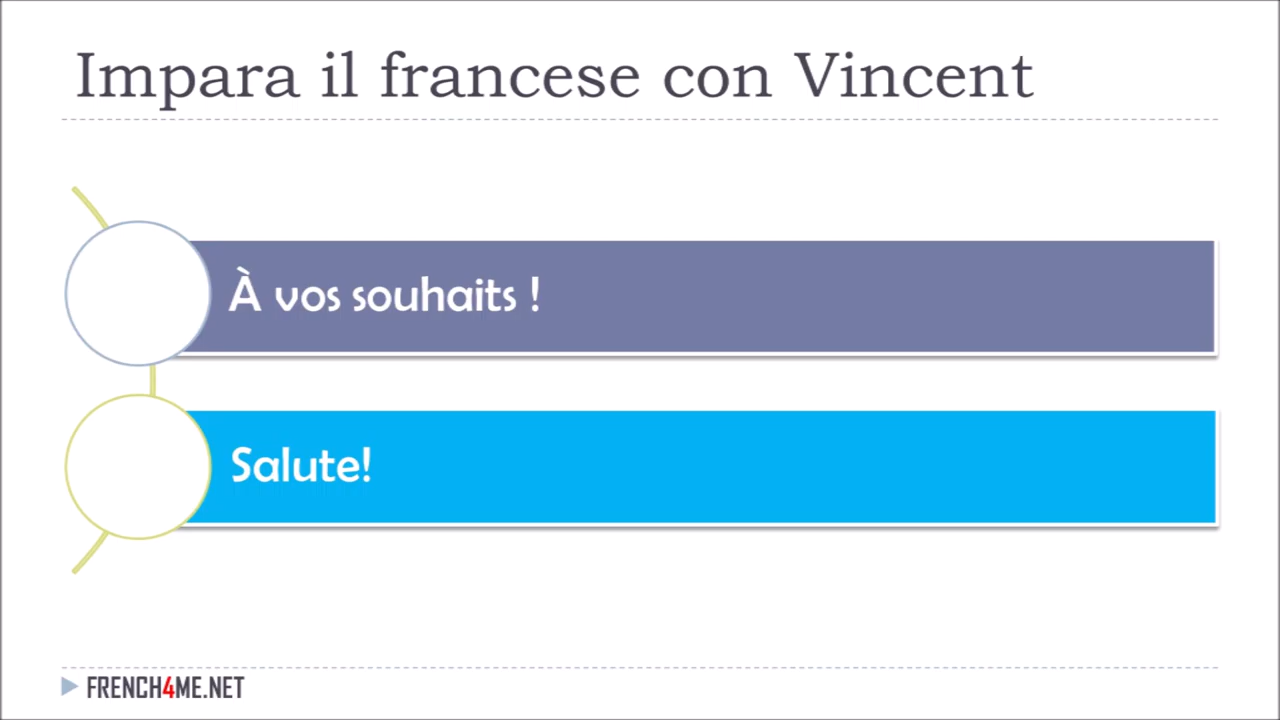 Impara il francese con Vincent
À vos souhaits !
Salute!
FRENCH4ME.NET